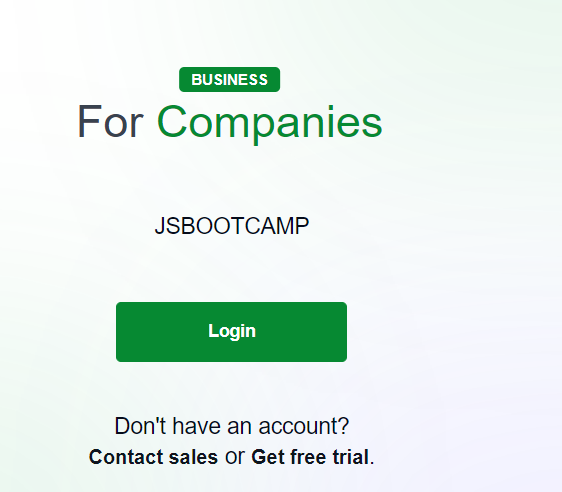 BUSINESS
For Companies
JSBOOTCAMP
Login
Don't have an account?
Contact sales or Get free trial.